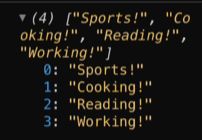 ▼(4) ["Sports!", "Co
oking!", "Reading!",
"Working!"]
0: "Sports!"
1: "Cooking!"
2: "Reading!"
3: "Working!"